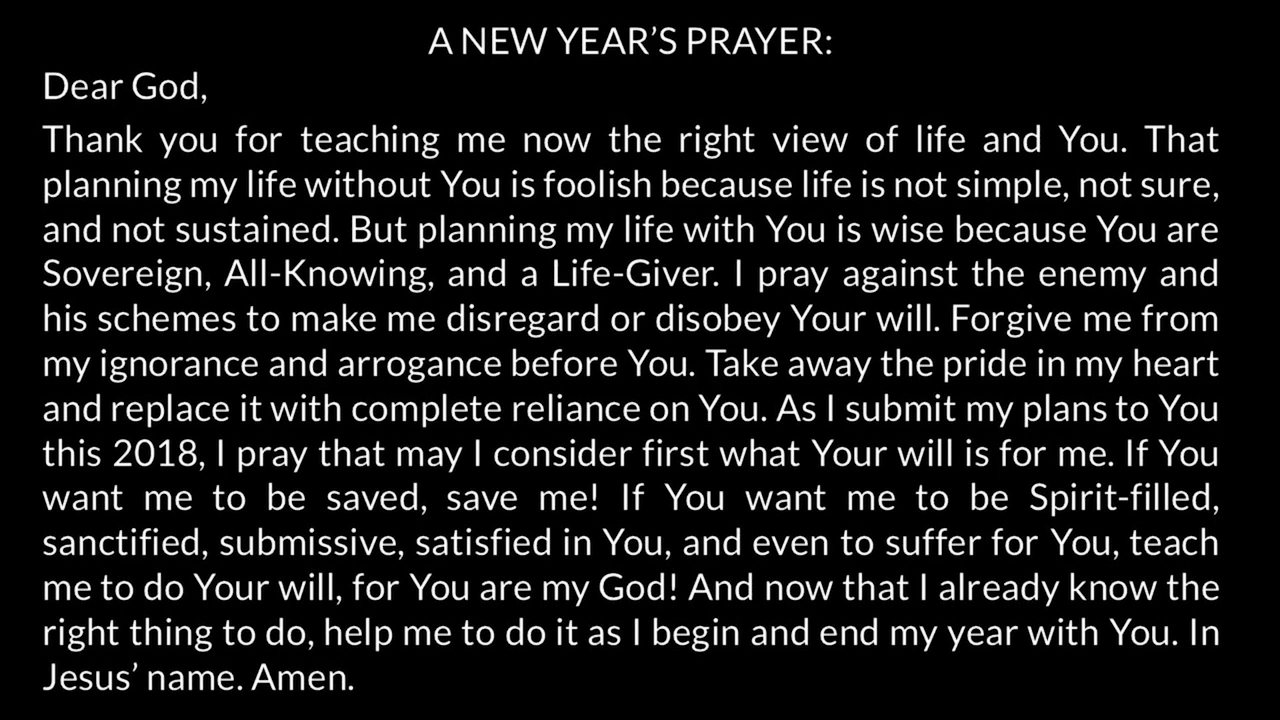 A NEW YEAR’S PRAYER:
Dear God,
Thank you for teaching me now the right view of life and You. That
planning my life without You is foolish because life is not simple, not sure,
and not sustained. But planning my life with You is wise because You are
Sovereign, All-Knowing, and a Life-Giver. I pray against the enemy and
his schemes to make me disregard or disobey Your will. Forgive me from
my ignorance and arrogance before You. Take away the pride in my heart
and replace it with complete reliance on You. As I submit my plans to You
this 2018, I pray that may I consider first what Your will is for me. If You
want me to be saved, save me! If You want me to be Spirit-filled,
sanctified, submissive, satisfied in You, and even to suffer for You, teach
me to do Your will, for You are my God! And now that I already know the
right thing to do, help me to do it as I begin and end my year with You. In
Jesus’ name. Amen.